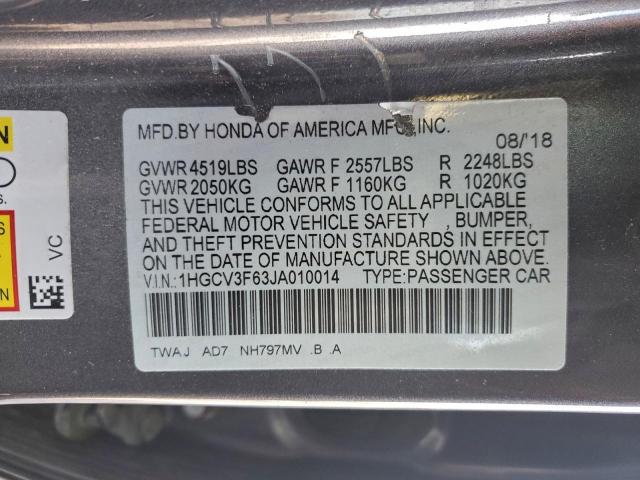 MFD.BY HONDA OF AMERICA MFG.,INC. 08/'18
GVWR 4519LBS GAWR F 2557LBS R 2248LBS
GVWR 2050KG GAWR F 1160KG R 1020KG
THIS VEHICLE CONFORMS TO ALL APPLICABLE
FEDERAL MOTOR VEHICLE SAFETY , BUMPER,
AND THEFT PREVENTION STANDARDS IN EFFECT
ON THE DATE OF MANUFACTURE SHOWN ABOVE.
V.I.N.:1HGCV3F63JA010014 TYPE:PASSENGER CAR
TWAJ AD7 NH797MV .B .A
VC
N
s.
S
N